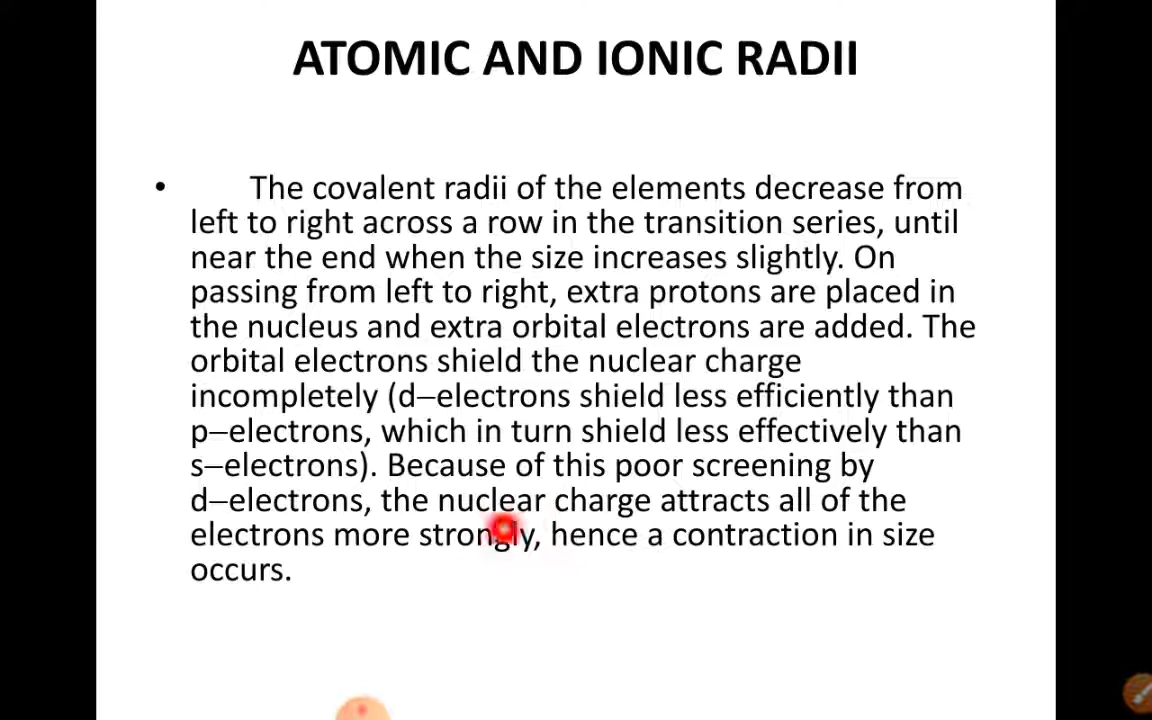 ATOMIC AND IONIC RADII
• The covalent radii of the elements decrease from
left to right across a row in the transition series, until
near the end when the size increases slightly. On
passing from left to right, extra protons are placed in
the nucleus and extra orbital electrons are added. The
orbital electrons shield the nuclear charge
incompletely (d–electrons shield less efficiently than
p–electrons, which in turn shield less effectively than
s–electrons). Because of this poor screening by
d–electrons, the nuclear charge attracts all of the
electrons more strongly, hence a contraction in size
occurs.